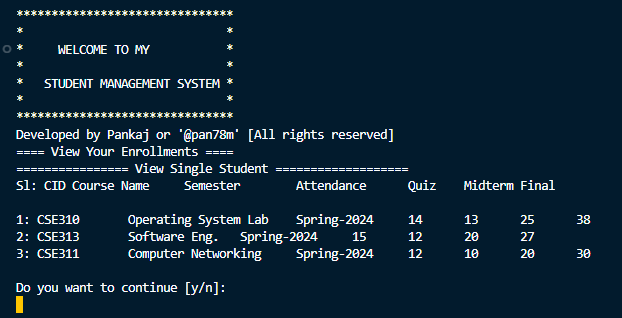 *******************************
*                             *
*     WELCOME TO MY           *
*                             *
*   STUDENT MANAGEMENT SYSTEM *
*                             *
*******************************
Developed by Pankaj or '@pan78m' [All rights reserved]
==== View Your Enrollments ====
================ View Single Student ===================
Sl: CID Course Name     Semester        Attendance      Quiz    Midterm Final
1: CSE310       Operating System Lab    Spring-2024     14      13      25      38
2: CSE313       Software Eng.   Spring-2024     15      12      20      27
3: CSE311       Computer Networking     Spring-2024     12      10      20      30
Do you want to continue [y/n]: